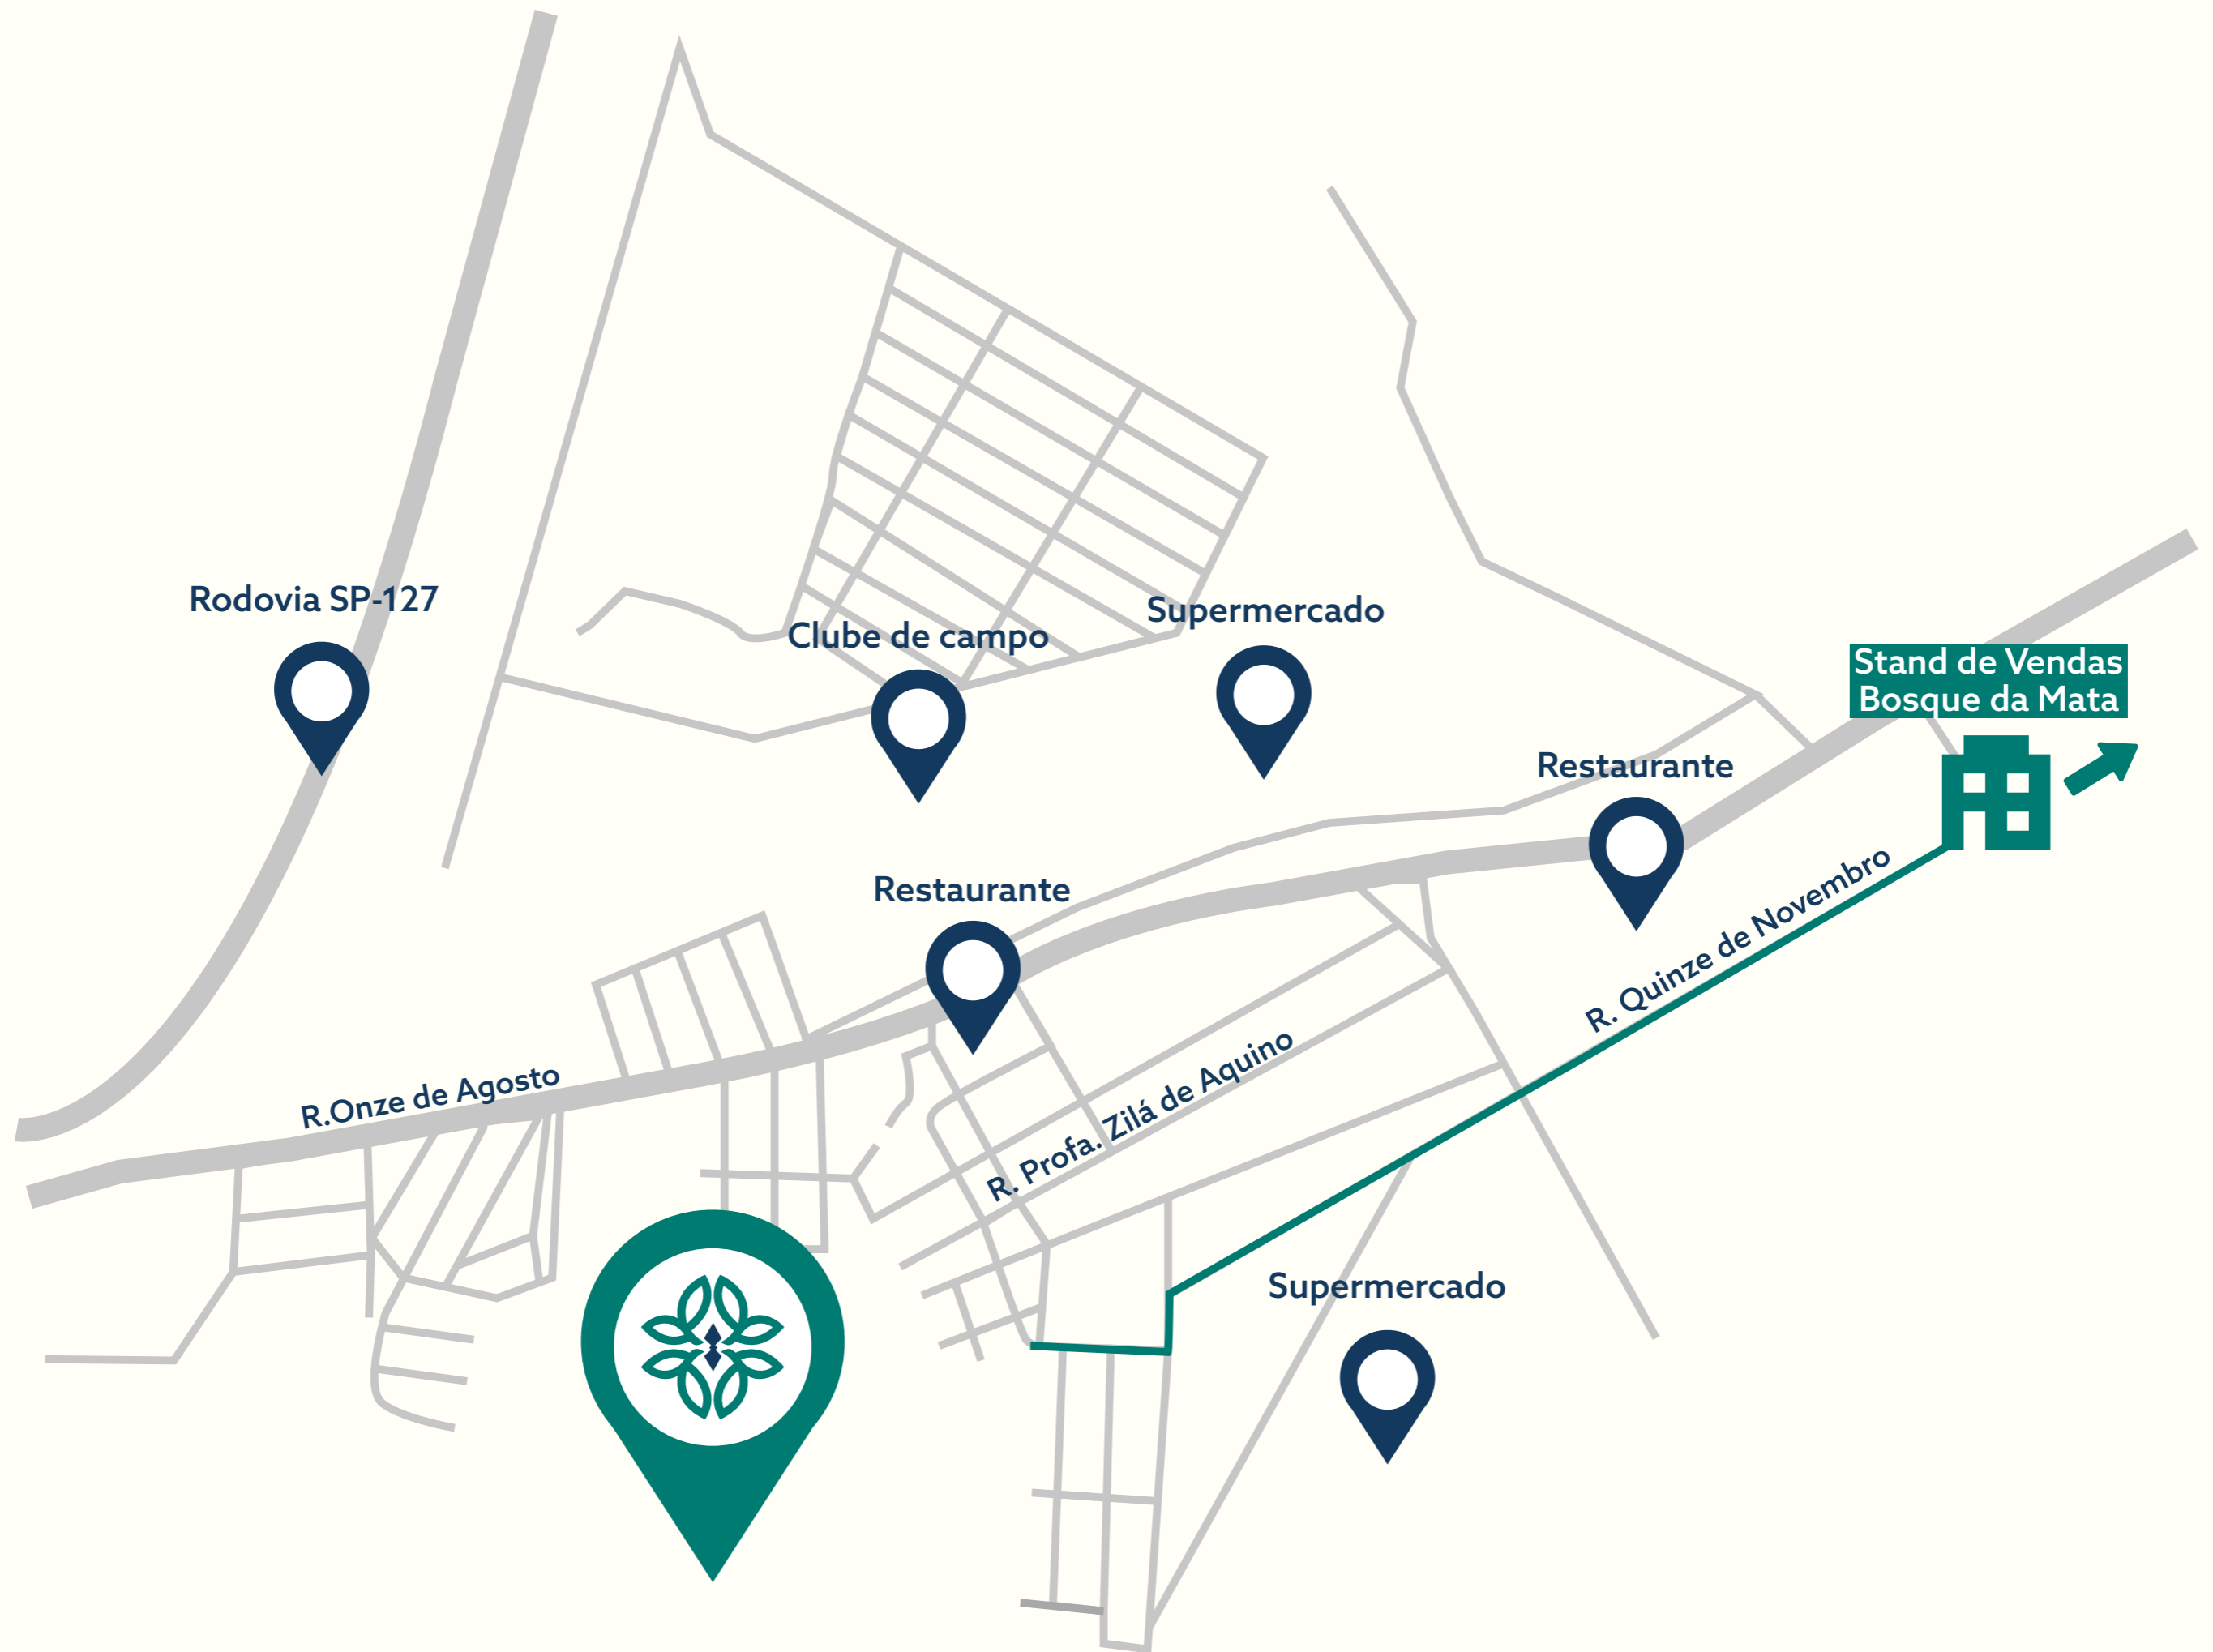 Rodovia SP-127
Clube de campo
Supermercado
Stand de Vendas
Bosque da Mata
Restaurante
Restaurante
R. Quinze de Novembro
R.Onze de Agosto
R. Profa. Zilá de Aquino
Supermercado